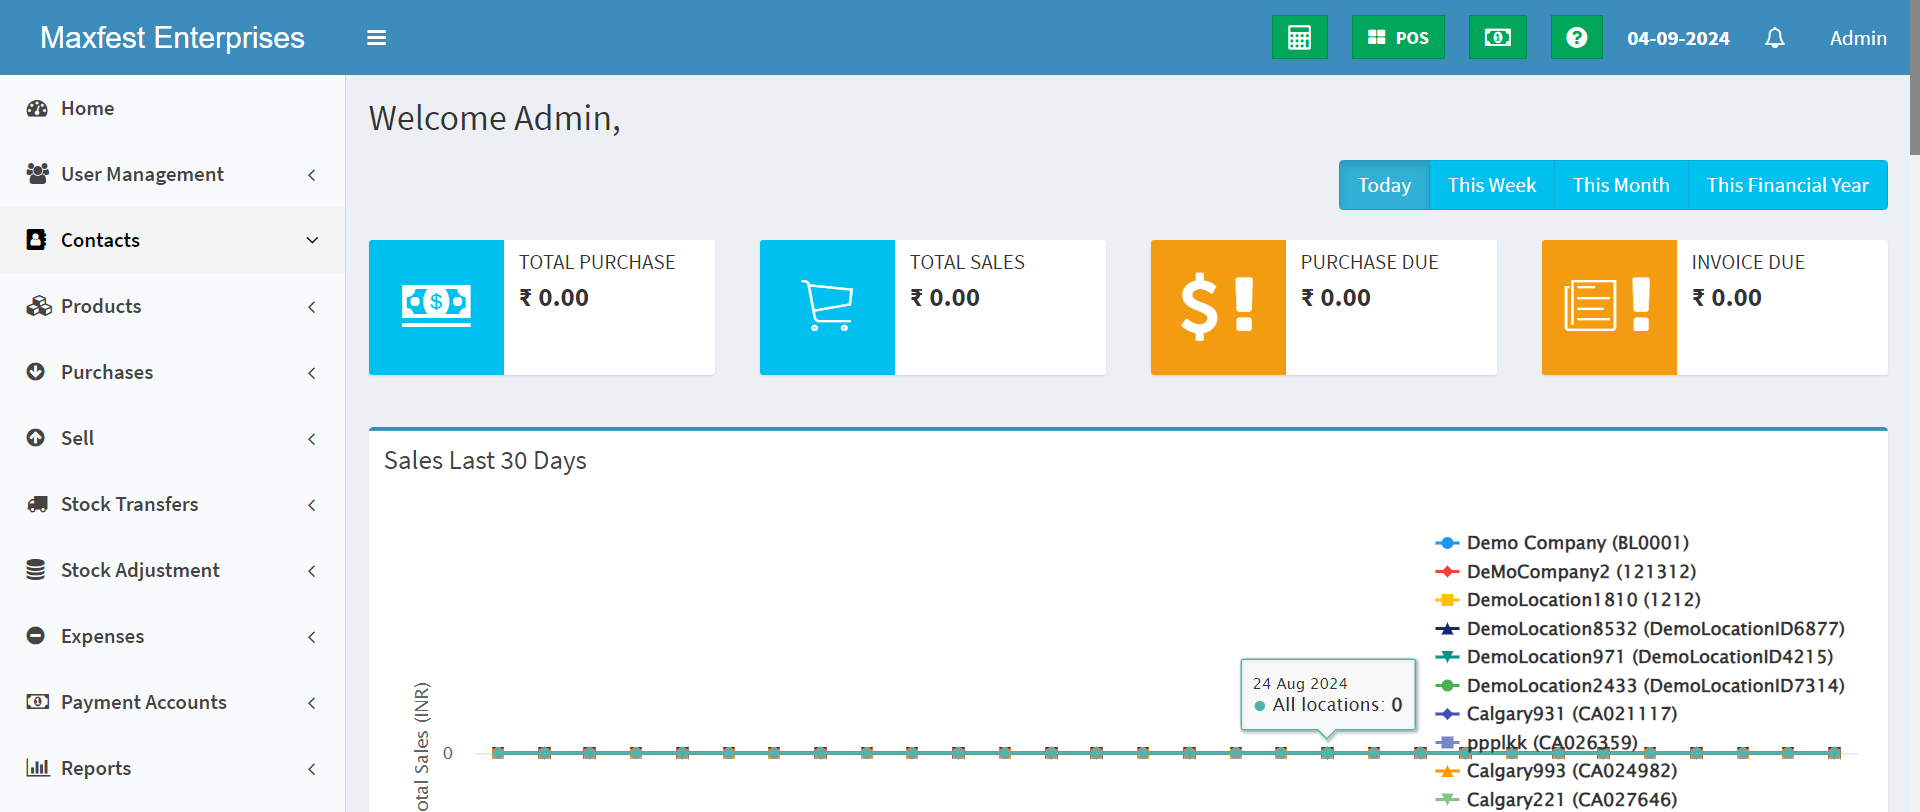 Maxfest Enterprises
POS
04-09-2024
Admin
Home
User Management
Contacts
Products
Purchases
Sell
Stock Transfers
Stock Adjustment
Expenses
Payment Accounts
Reports
Welcome Admin,
Today
This Week
This Month
This Financial Year
TOTAL PURCHASE
₹ 0.00
TOTAL SALES
₹ 0.00
PURCHASE DUE
₹ 0.00
INVOICE DUE
₹ 0.00
Sales Last 30 Days
otal Sales (INR)
0
24 Aug 2024
All locations: 0
Demo Company (BL0001)
DeMoCompany2 (121312)
DemoLocation1810 (1212)
DemoLocation8532 (DemoLocationID6877)
DemoLocation971 (DemoLocationID4215)
DemoLocation2433 (DemoLocationID7314)
Calgary931 (CA021117)
ppplkk (CA026359)
Calgary993 (CA024982)
Calgary221 (CA027646)